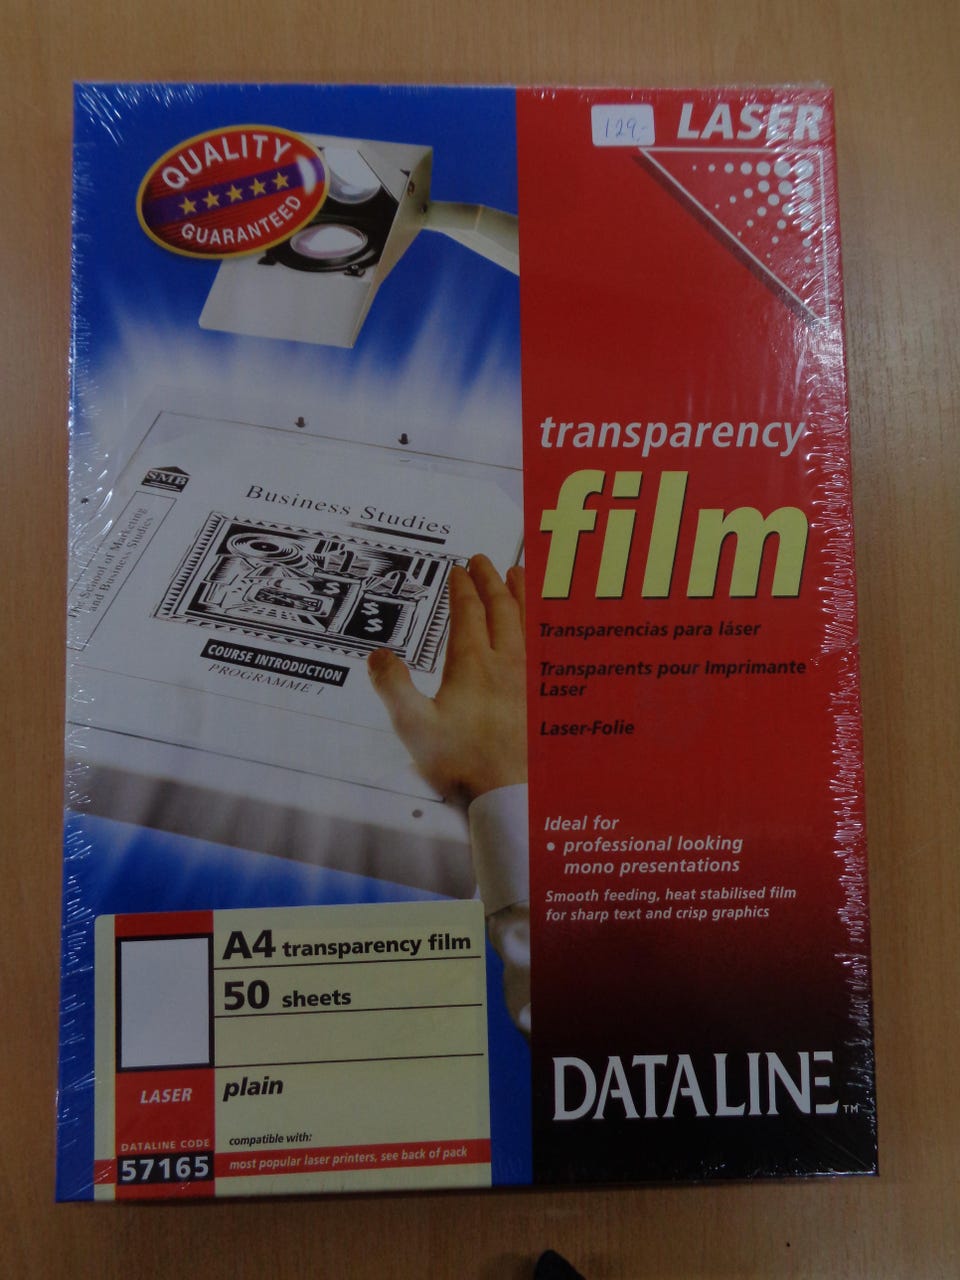 129,-
LASER
QUALITY
GUARANTEED
transparency
film
Transparencias para láser
Transparents pour Imprimante
Laser
Laser-Folie
SMB
The School of Marketing
and Business Studies
Business Studies
$
$
$
COURSE INTRODUCTION
PROGRAMME 1
Ideal for
• professional looking
mono presentations
Smooth feeding, heat stabilised film
for sharp text and crisp graphics
A4 transparency film
50 sheets
plain
LASER
compatible with:
most popular laser printers, see back of pack
DATALINE CODE
57165
DATALINE™